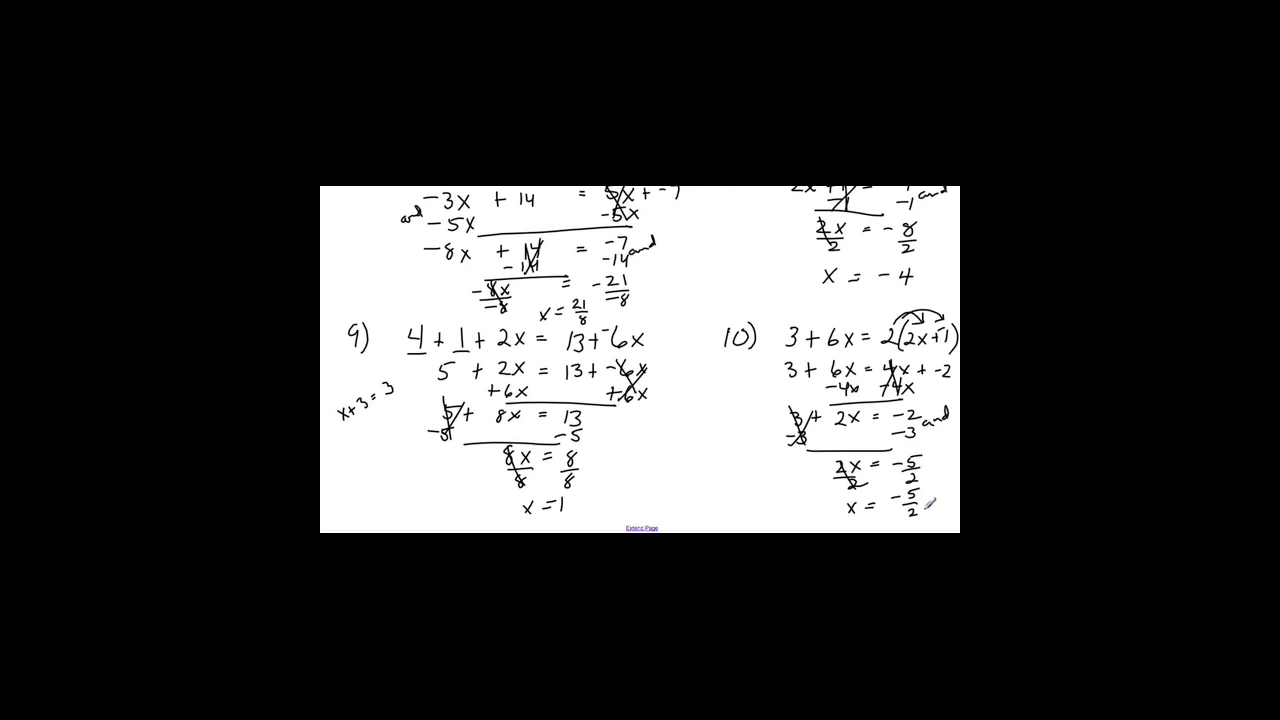 -3x + 14 = 5x + -7
and -5x -5x
-8x + 14 = -7
-14 -14 and
-8x/-8 = -21/-8
x = 21/8
-1 -1 and
2x/2 = -8/2
x = -4
9) 4 + 1 + 2x = 13 + -6x
5 + 2x = 13 + -6x
+6x +6x
x+3=3
5 + 8x = 13
-5 -5
8x/8 = 8/8
x = 1
10) 3 + 6x = 2(2x + -1)
3 + 6x = 4x + -2
-4x -4x
3 + 2x = -2
-3 -3 and
2x/2 = -5/2
x = -5/2
Extend Page